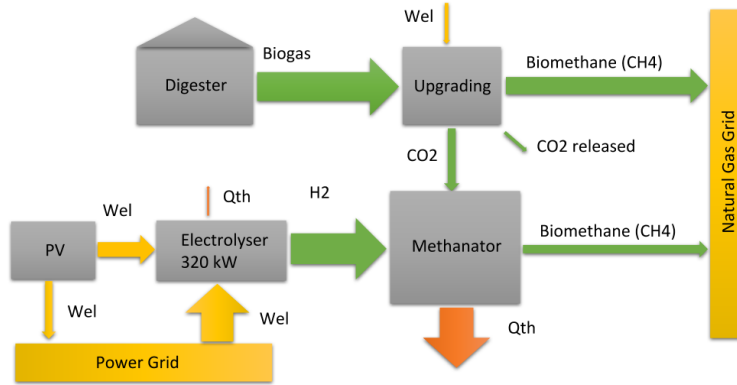 Wel
Biogas
Biomethane (CH4)
Digester
Upgrading
CO2
CO2 released
Natural Gas Grid
Qth
H2
Wel
PV
Electrolyser
320 kW
Methanator
Biomethane (CH4)
Wel
Wel
Qth
Power Grid